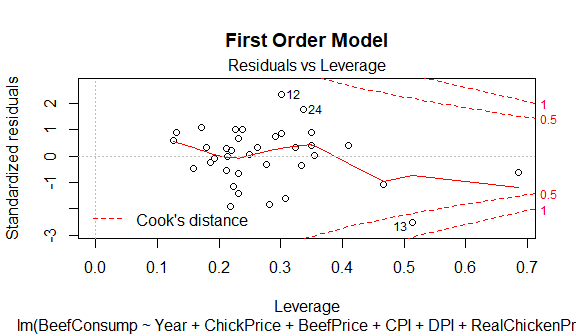 First Order Model
Residuals vs Leverage
Standardized residuals
2
1
0
-1
-3
12
24
13
1
0.5
0.5
1
Cook's distance
0.0 0.1 0.2 0.3 0.4 0.5 0.6 0.7
Leverage
lm(BeefConsump ~ Year + ChickPrice + BeefPrice + CPI + DPI + RealChickenPr